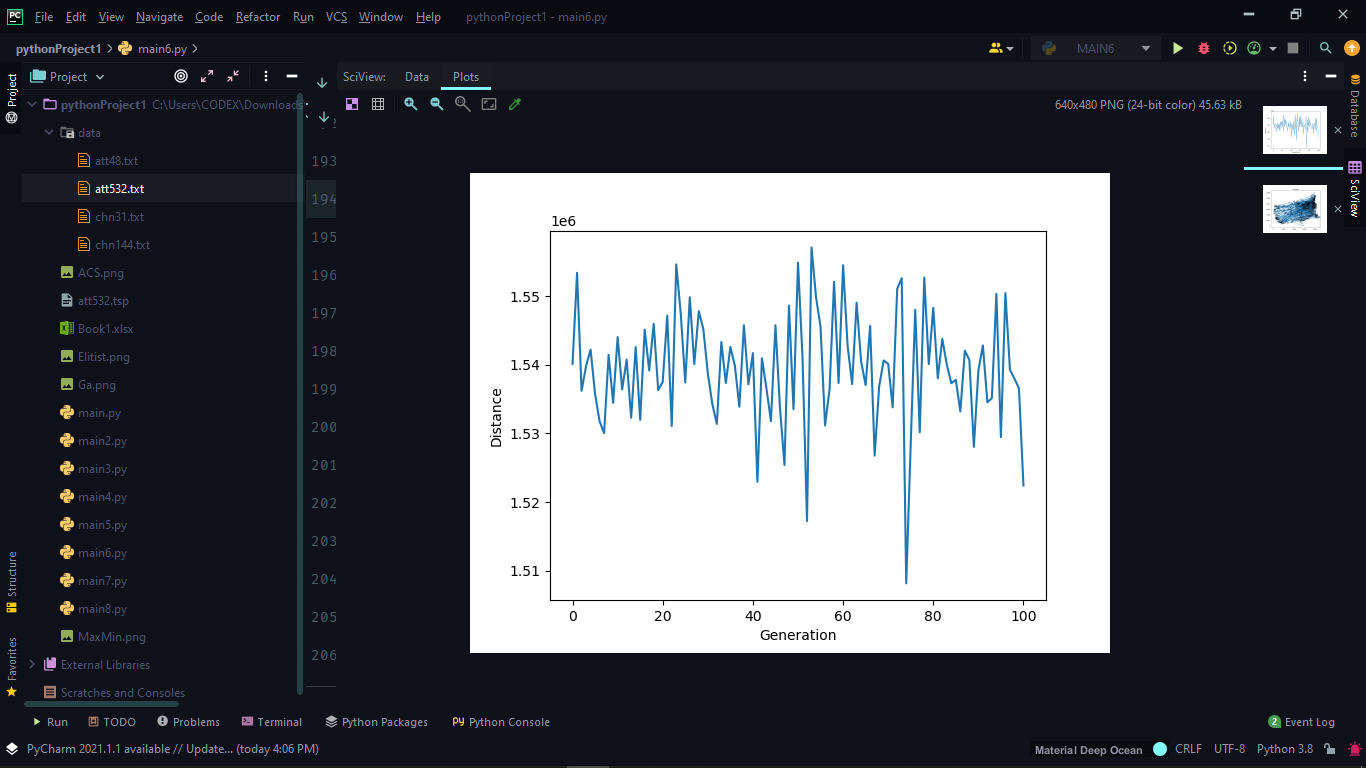 PC File Edit View Navigate Code Refactor Run VCS Window Help pythonProject1 - main6.py
pythonProject1 main6.py MAIN6
Project
Project
SciView: Data Plots
Database
SciView
640x480 PNG (24-bit color) 45.63 kB
pythonProject1 C:\Users\CODEX\Downloads
data
att48.txt
att532.txt
chn31.txt
chn144.txt
ACS.png
att532.tsp
Book1.xlsx
Elitist.png
Ga.png
main.py
main2.py
main3.py
main4.py
main5.py
main6.py
main7.py
main8.py
MaxMin.png
External Libraries
Scratches and Consoles
Structure
Favorites
193
194
195
196
197
198
199
200
201
202
203
204
205
206
1e6
1.55
1.54
1.53
1.52
1.51
Distance
0 20 40 60 80 100
Generation
Run TODO Problems Terminal Python Packages Python Console 2 Event Log
PyCharm 2021.1.1 available // Update... (today 4:06 PM) Material Deep Ocean CRLF UTF-8 Python 3.8